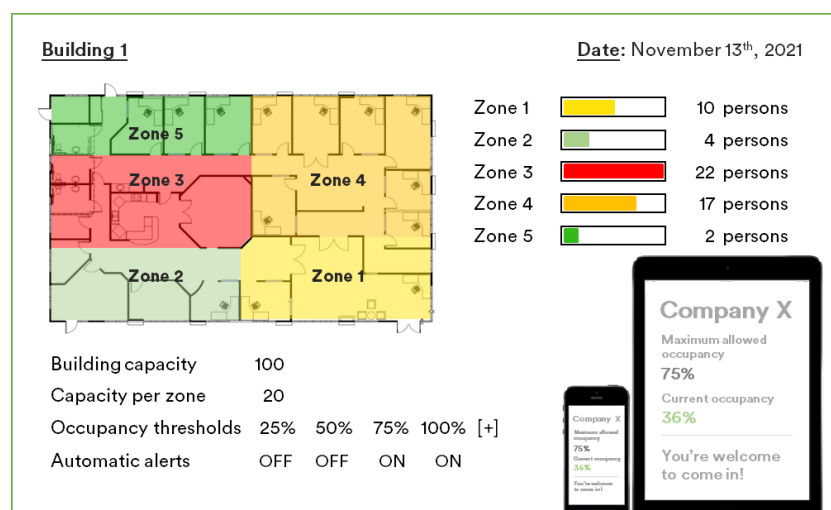 Building 1
Date: November 13th, 2021
Zone 5
Zone 3
Zone 4
Zone 2
Zone 1
Zone 1 10 persons
Zone 2 4 persons
Zone 3 22 persons
Zone 4 17 persons
Zone 5 2 persons
Building capacity 100
Capacity per zone 20
Occupancy thresholds 25% 50% 75% 100% [+]
Automatic alerts OFF OFF ON ON
Company X
Maximum allowed
occupancy
75%
Current occupancy
36%
You're welcome
to come in!
Company X
Maximum allowed
occupancy
75%
Current occupancy
36%
You're welcome
to come in!